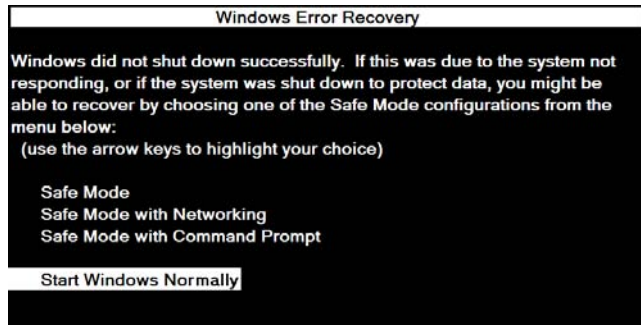 Windows Error Recovery
Windows did not shut down successfully.  If this was due to the system not
responding, or if the system was shut down to protect data, you might be
able to recover by choosing one of the Safe Mode configurations from the
menu below:
(use the arrow keys to highlight your choice)
Safe Mode
Safe Mode with Networking
Safe Mode with Command Prompt
Start Windows Normally